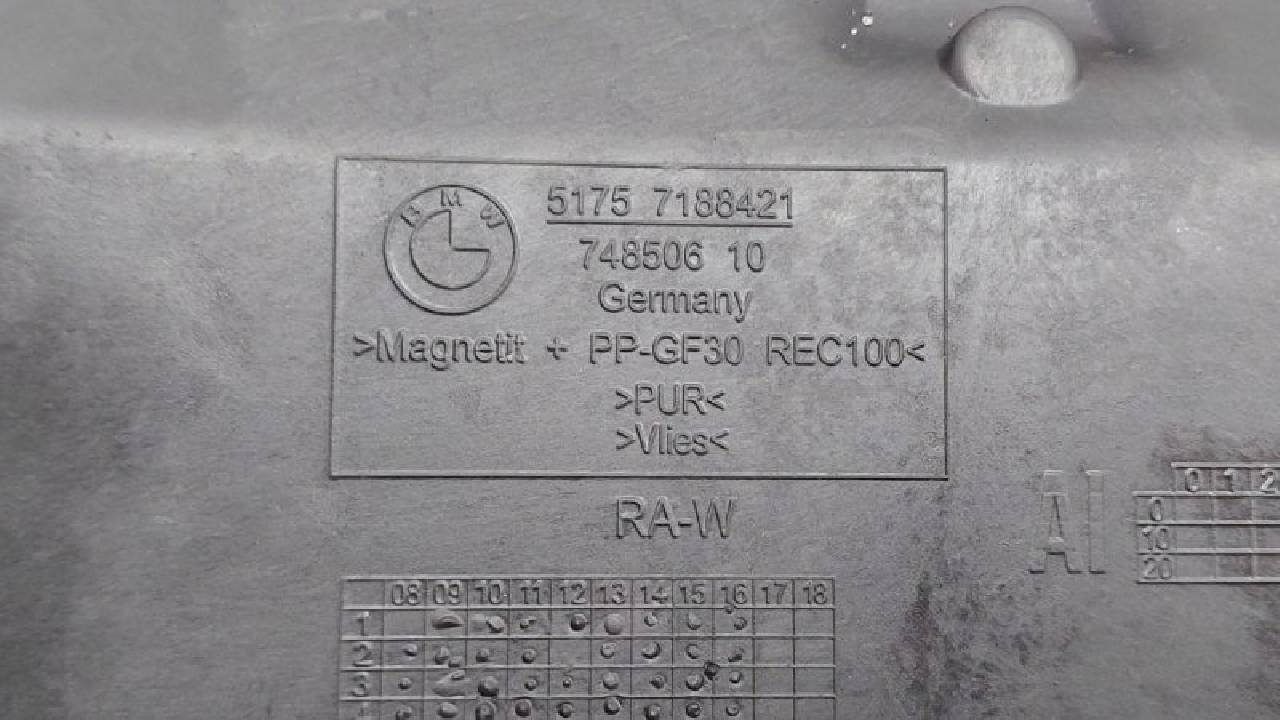 BMW
5175 7188421
748506 10
Germany
>Magnetit + PP-GF30 REC100<
>PUR<
>Vlies<
RA-W
AI
0 1 2
0
10
20
08 09 10 11 12 13 14 15 16 17 18
1
2
3
4